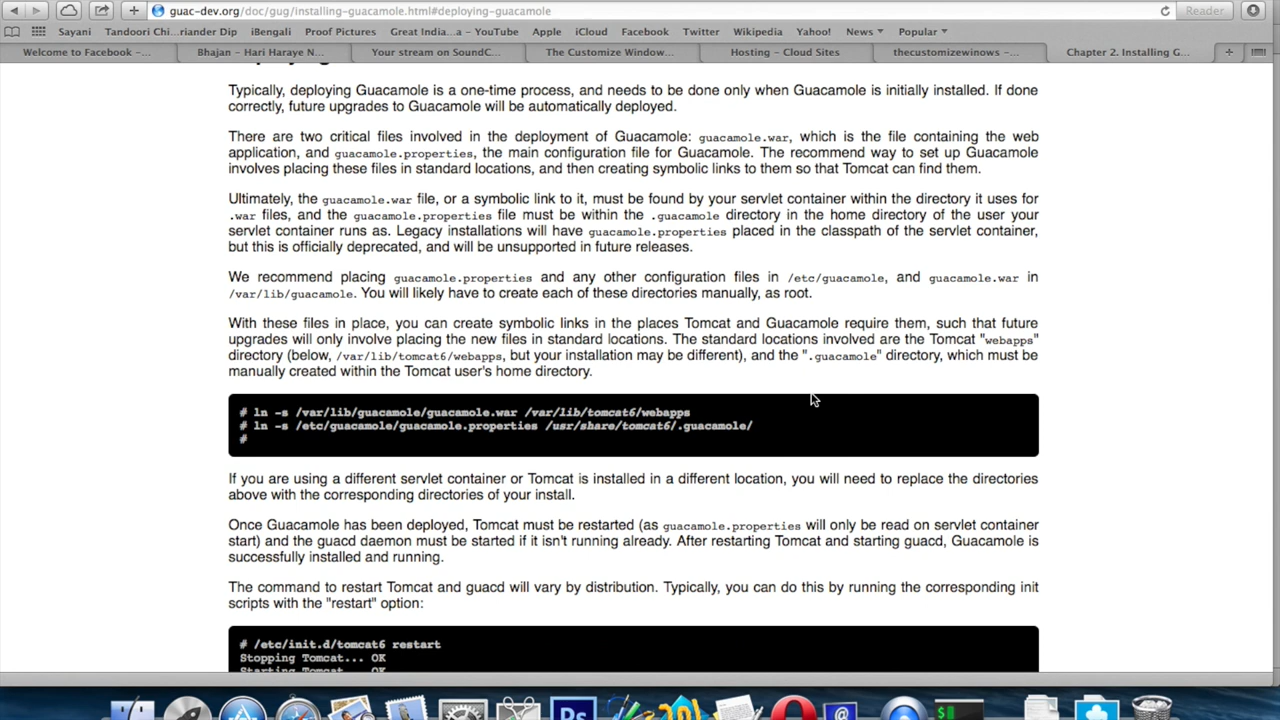 guac-dev.org/doc/gug/installing-guacamole.html#deploying-guacamole
Reader
Sayani Tandoori Chi...riander Dip iBengali Proof Pictures Great India,...a – YouTube Apple iCloud Facebook Twitter Wikipedia Yahoo! News Popular
Welcome to Facebook –... Bhajan – Hari Haraye N... Your stream on SoundC... The Customize Window... Hosting – Cloud Sites thecustomizewinows –... Chapter 2. Installing G...
Typically, deploying Guacamole is a one-time process, and needs to be done only when Guacamole is initially installed. If done
correctly, future upgrades to Guacamole will be automatically deployed.
There are two critical files involved in the deployment of Guacamole: guacamole.war, which is the file containing the web
application, and guacamole.properties, the main configuration file for Guacamole. The recommend way to set up Guacamole
involves placing these files in standard locations, and then creating symbolic links to them so that Tomcat can find them.
Ultimately, the guacamole.war file, or a symbolic link to it, must be found by your servlet container within the directory it uses for
.war files, and the guacamole.properties file must be within the .guacamole directory in the home directory of the user your
servlet container runs as. Legacy installations will have guacamole.properties placed in the classpath of the servlet container,
but this is officially deprecated, and will be unsupported in future releases.
We recommend placing guacamole.properties and any other configuration files in /etc/guacamole, and guacamole.war in
/var/lib/guacamole. You will likely have to create each of these directories manually, as root.
With these files in place, you can create symbolic links in the places Tomcat and Guacamole require them, such that future
upgrades will only involve placing the new files in standard locations. The standard locations involved are the Tomcat "webapps"
directory (below, /var/lib/tomcat6/webapps, but your installation may be different), and the ".guacamole" directory, which must be
manually created within the Tomcat user's home directory.
# ln -s /var/lib/guacamole/guacamole.war /var/lib/tomcat6/webapps
# ln -s /etc/guacamole/guacamole.properties /usr/share/tomcat6/.guacamole/
#
If you are using a different servlet container or Tomcat is installed in a different location, you will need to replace the directories
above with the corresponding directories of your install.
Once Guacamole has been deployed, Tomcat must be restarted (as guacamole.properties will only be read on servlet container
start) and the guacd daemon must be started if it isn't running already. After restarting Tomcat and starting guacd, Guacamole is
successfully installed and running.
The command to restart Tomcat and guacd will vary by distribution. Typically, you can do this by running the corresponding init
scripts with the "restart" option:
# /etc/init.d/tomcat6 restart
Stopping Tomcat... OK
Starting Tomcat... OK
Ps
@
$